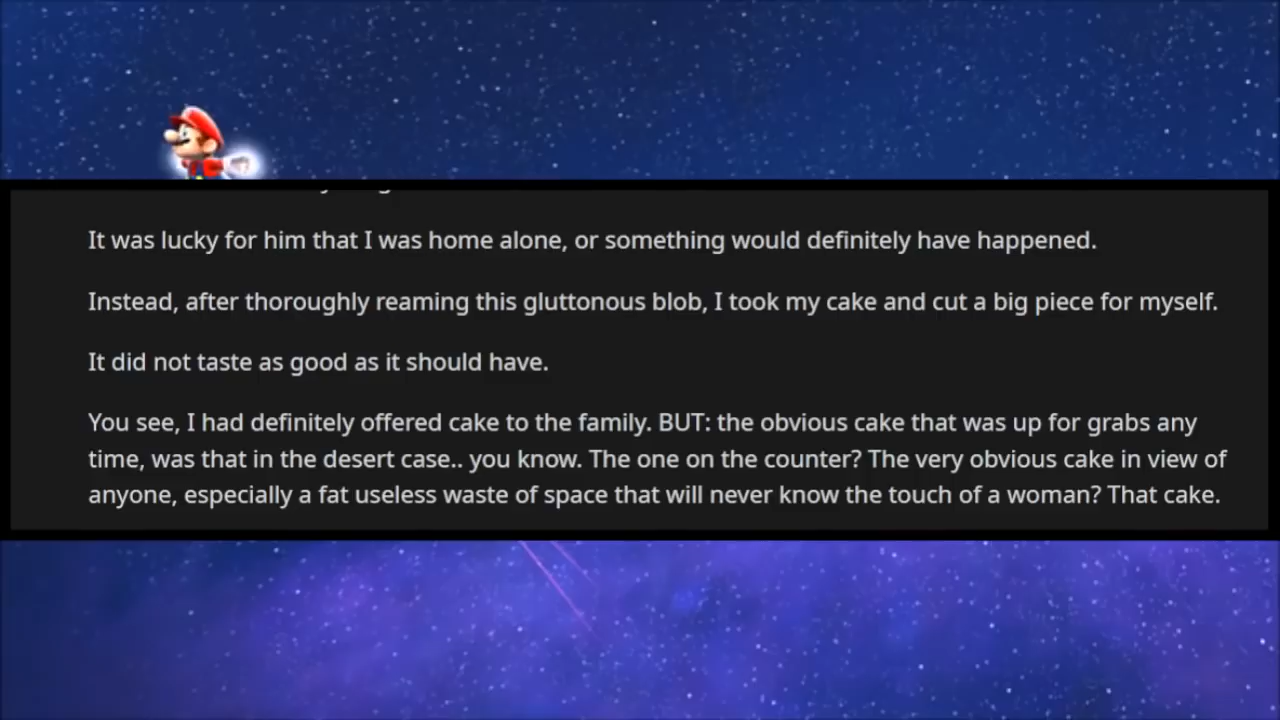 It was lucky for him that I was home alone, or something would definitely have happened.
Instead, after thoroughly reaming this gluttonous blob, I took my cake and cut a big piece for myself.
It did not taste as good as it should have.
You see, I had definitely offered cake to the family. BUT: the obvious cake that was up for grabs any
time, was that in the desert case.. you know. The one on the counter? The very obvious cake in view of
anyone, especially a fat useless waste of space that will never know the touch of a woman? That cake.